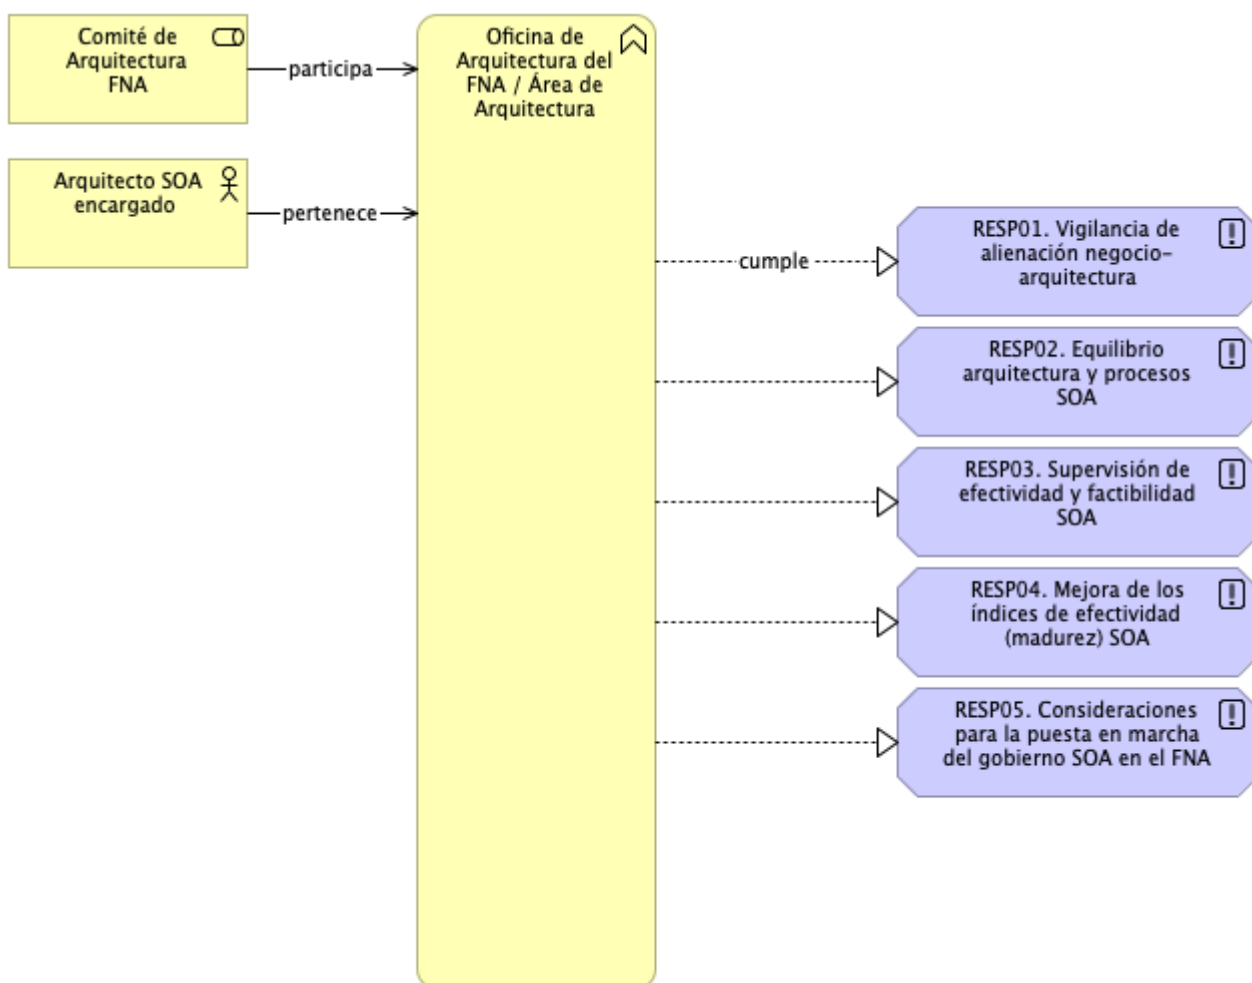 Comité de
Arquitectura
FNA
participa
Oficina de
Arquitectura del
FNA / Área de
Arquitectura
Arquitecto SOA
encargado
pertenece
cumple
RESP01. Vigilancia de
alienación negocio-
arquitectura
RESP02. Equilibrio
arquitectura y procesos
SOA
RESP03. Supervisión de
efectividad y factibilidad
SOA
RESP04. Mejora de los
índices de efectividad
(madurez) SOA
RESP05. Consideraciones
para la puesta en marcha
del gobierno SOA en el FNA